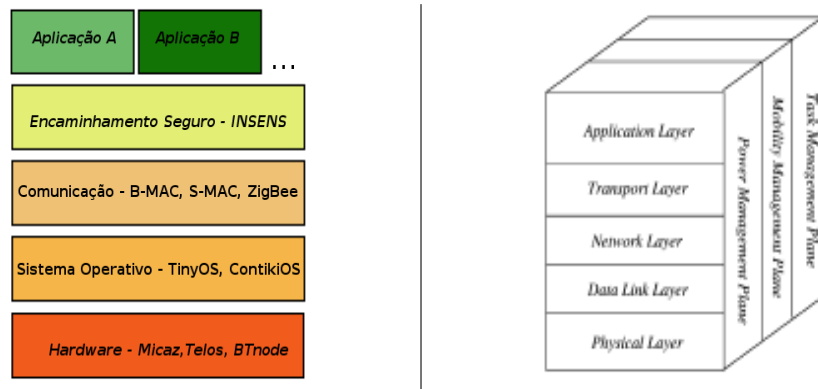 Aplicação A
Aplicação B
...
Encaminhamento Seguro - INSENS
Comunicação - B-MAC, S-MAC, ZigBee
Sistema Operativo - TinyOS, ContikiOS
Hardware - Micaz,Telos, BTnode
Application Layer
Transport Layer
Network Layer
Data Link Layer
Physical Layer
Power Management Plane
Mobility Management Plane
Task Management Plane